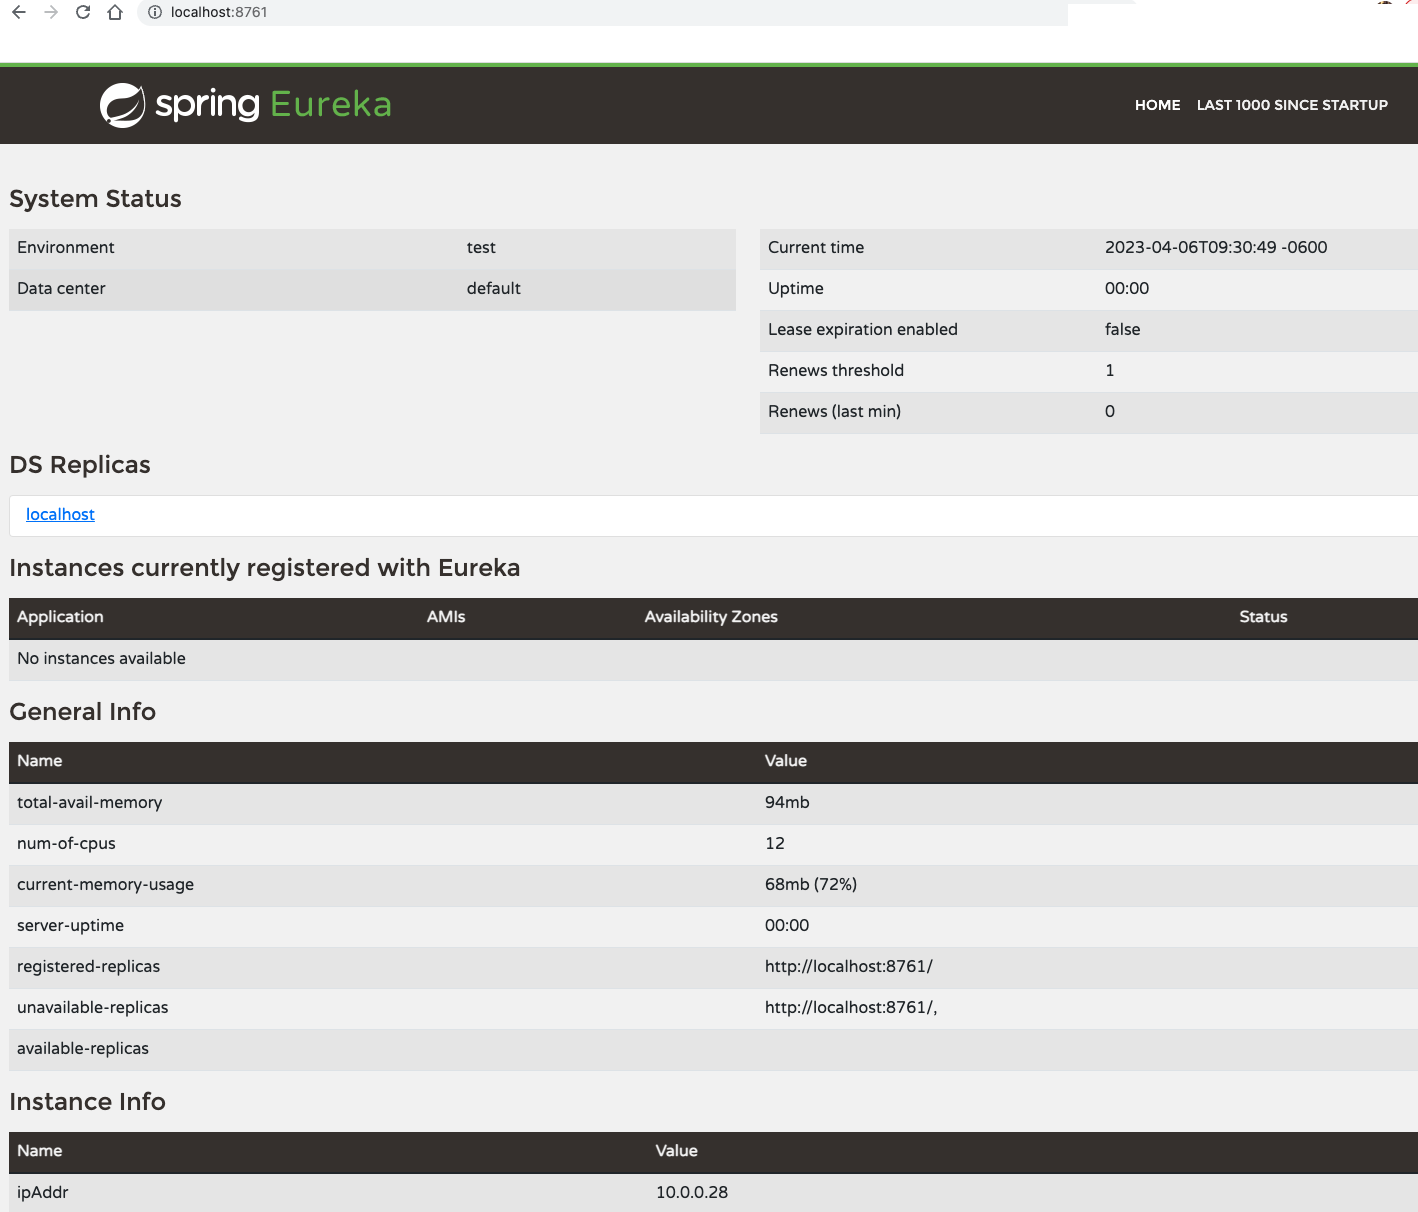 localhost:8761
spring Eureka
HOME LAST 1000 SINCE STARTUP
System Status
Environment test
Data center default
Current time 2023-04-06T09:30:49 -0600
Uptime 00:00
Lease expiration enabled false
Renews threshold 1
Renews (last min) 0
DS Replicas
localhost
Instances currently registered with Eureka
Application AMIs Availability Zones Status
No instances available
General Info
Name Value
total-avail-memory 94mb
num-of-cpus 12
current-memory-usage 68mb (72%)
server-uptime 00:00
registered-replicas http://localhost:8761/
unavailable-replicas http://localhost:8761/,
available-replicas
Instance Info
Name Value
ipAddr 10.0.0.28